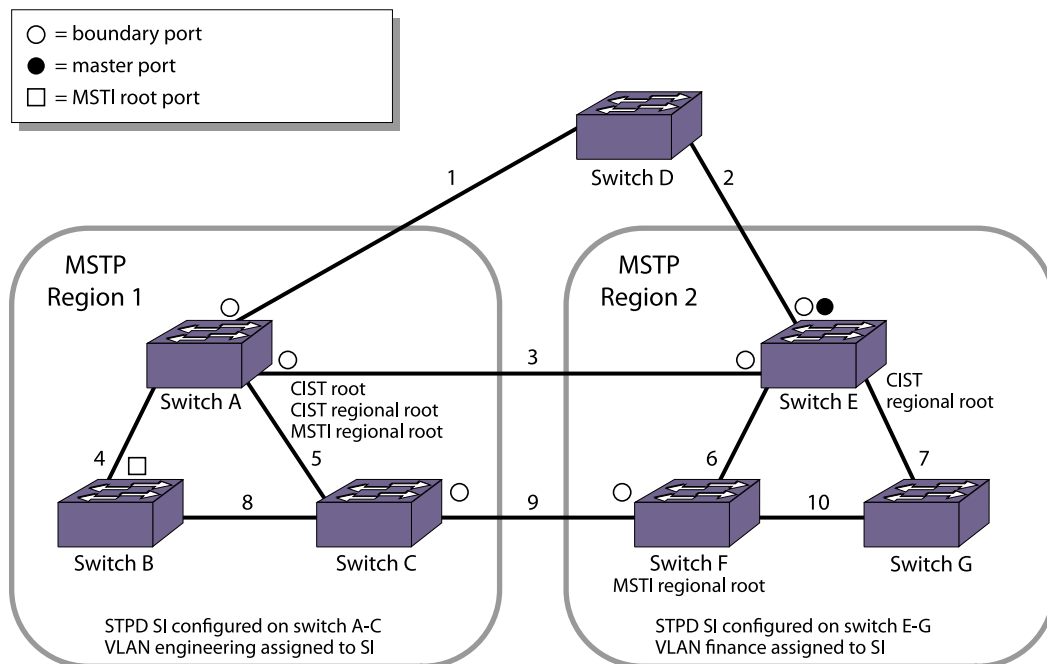 = boundary port
= master port
= MSTI root port
Switch D
1
2
MSTP
Region 1
MSTP
Region 2
3
Switch A
CIST root
CIST regional root
MSTI regional root
Switch E
CIST
regional root
4
5
6
7
8
9
10
Switch B
Switch C
Switch F
MSTI regional root
Switch G
STPD SI configured on switch A-C
VLAN engineering assigned to SI
STPD SI configured on switch E-G
VLAN finance assigned to SI